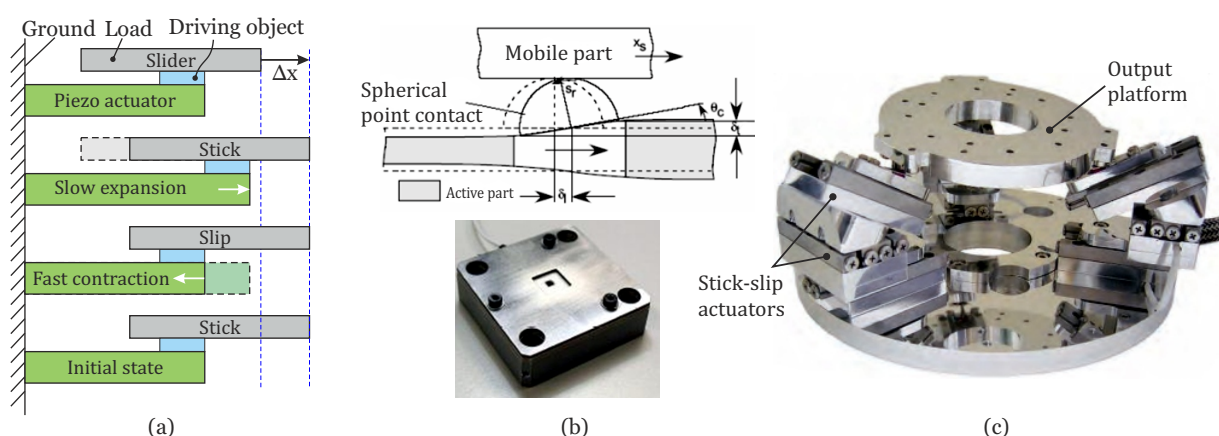 Ground
Load
Driving object
Slider
Δx
Piezo actuator
Stick
Slow expansion
Slip
Fast contraction
Stick
Initial state
(a)
Mobile part
xs
Spherical
point contact
sr
θc
δ
Active part
δl
(b)
Output
platform
Stick-slip
actuators
(c)